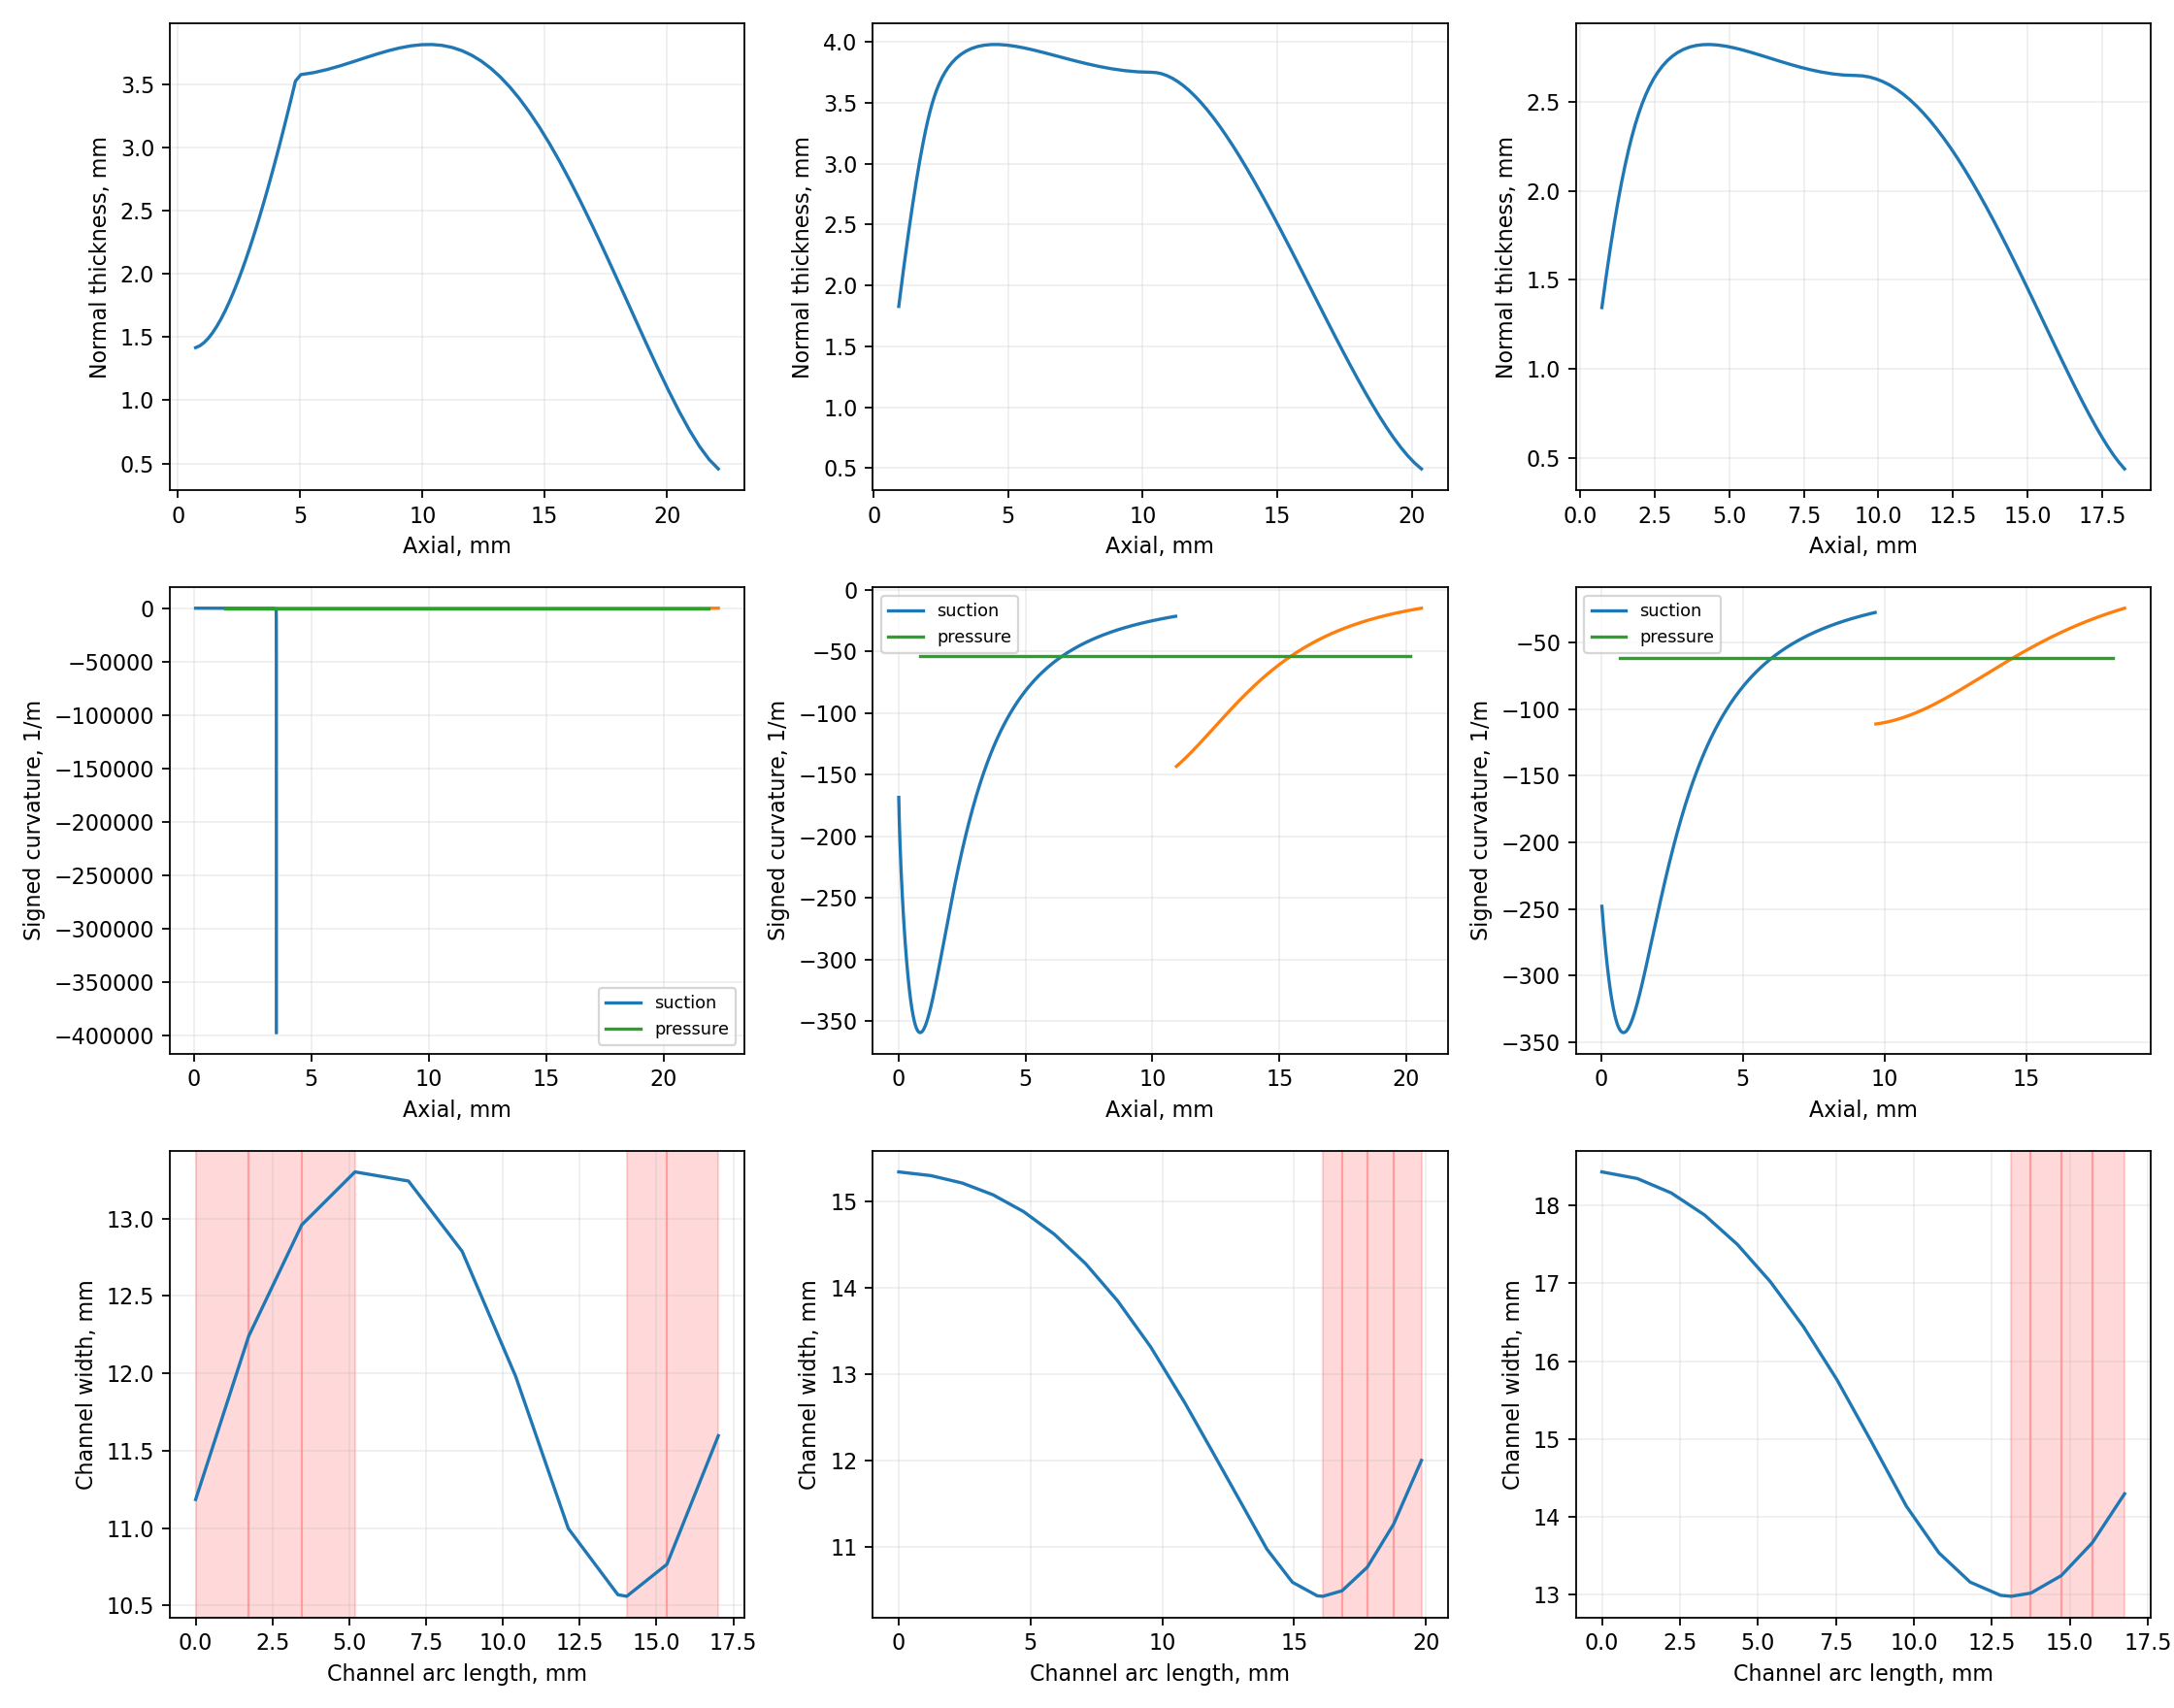 Normal thickness, mm
3.5
3.0
2.5
2.0
1.5
1.0
0.5
0 5 10 15 20
Axial, mm
Normal thickness, mm
4.0
3.5
3.0
2.5
2.0
1.5
1.0
0.5
0 5 10 15 20
Axial, mm
Normal thickness, mm
2.5
2.0
1.5
1.0
0.5
0.0 2.5 5.0 7.5 10.0 12.5 15.0 17.5
Axial, mm
Signed curvature, 1/m
0
−50000
−100000
−150000
−200000
−250000
−300000
−350000
−400000
suction
pressure
0 5 10 15 20
Axial, mm
Signed curvature, 1/m
0
−50
−100
−150
−200
−250
−300
−350
suction
pressure
0 5 10 15 20
Axial, mm
Signed curvature, 1/m
−50
−100
−150
−200
−250
−300
−350
suction
pressure
0 5 10 15
Axial, mm
Channel width, mm
13.0
12.5
12.0
11.5
11.0
10.5
0.0 2.5 5.0 7.5 10.0 12.5 15.0 17.5
Channel arc length, mm
Channel width, mm
15
14
13
12
11
0 5 10 15 20
Channel arc length, mm
Channel width, mm
18
17
16
15
14
13
0.0 2.5 5.0 7.5 10.0 12.5 15.0 17.5
Channel arc length, mm